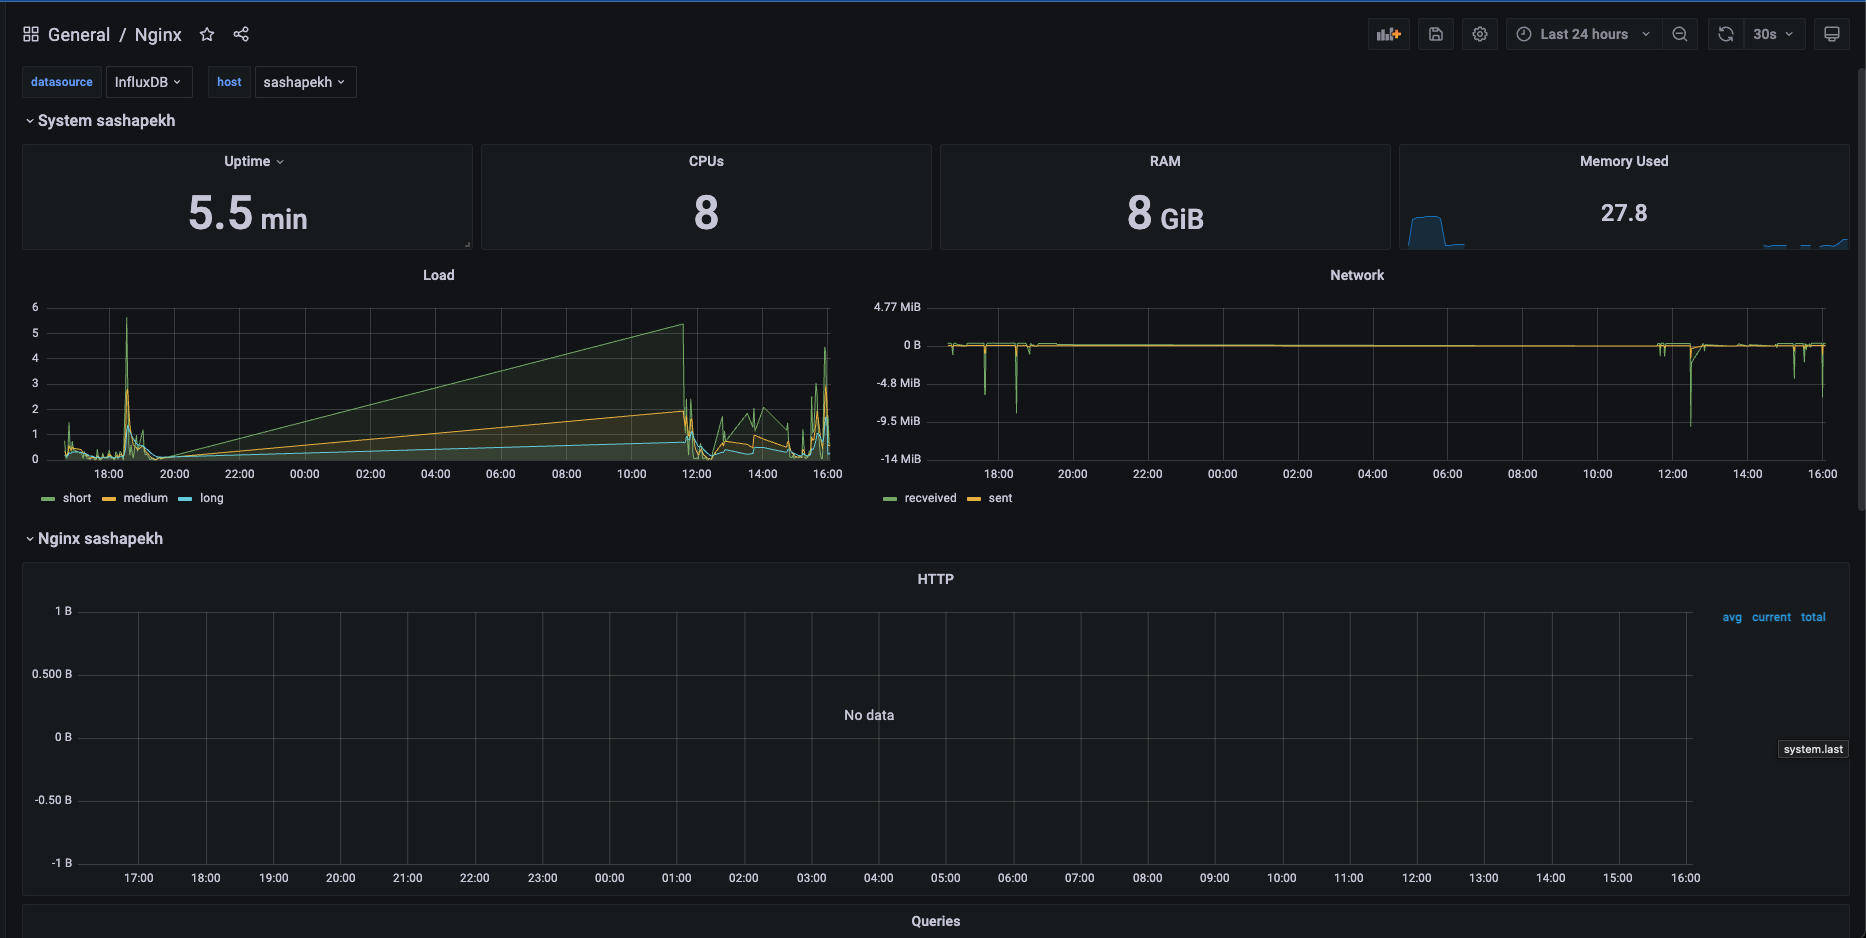 General / Nginx
Last 24 hours
30s
datasource InfluxDB host sashapekh
System sashapekh
Uptime
5.5 min
CPUs
8
RAM
8 GiB
Memory Used
27.8
Load
6
5
4
3
2
1
0
18:00 20:00 22:00 00:00 02:00 04:00 06:00 08:00 10:00 12:00 14:00 16:00
short medium long
Network
4.77 MiB
0 B
-4.8 MiB
-9.5 MiB
-14 MiB
18:00 20:00 22:00 00:00 02:00 04:00 06:00 08:00 10:00 12:00 14:00 16:00
recveived sent
Nginx sashapekh
HTTP
1 B
0.500 B
0 B
-0.50 B
-1 B
No data
17:00 18:00 19:00 20:00 21:00 22:00 23:00 00:00 01:00 02:00 03:00 04:00 05:00 06:00 07:00 08:00 09:00 10:00 11:00 12:00 13:00 14:00 15:00 16:00
avg current total
system.last
Queries